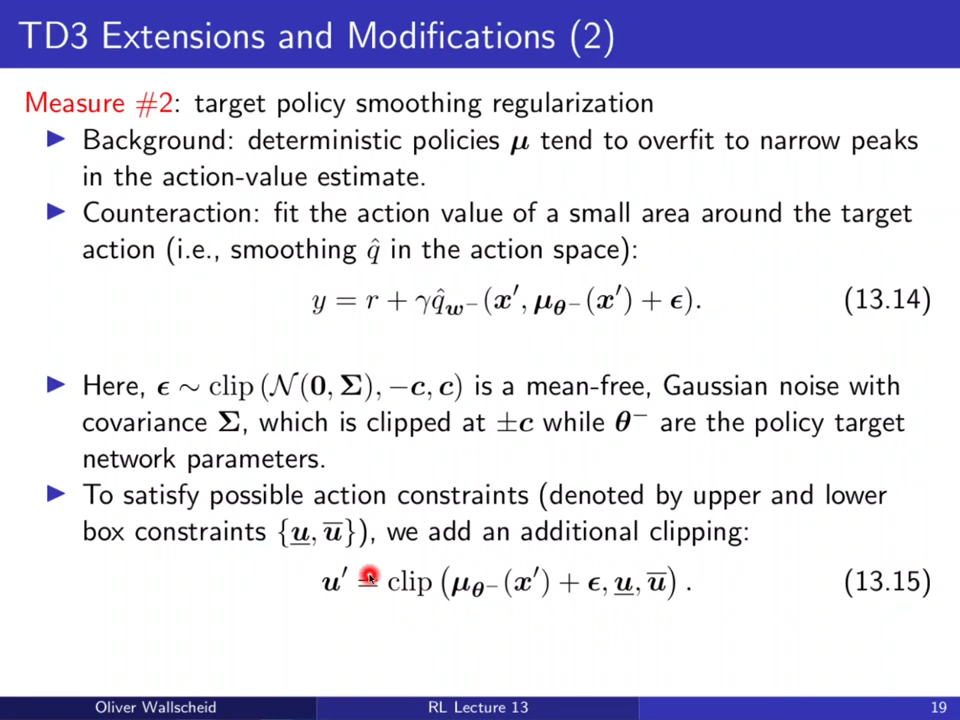 TD3 Extensions and Modifications (2)
Measure #2: target policy smoothing regularization
▶ Background: deterministic policies μ tend to overfit to narrow peaks
in the action-value estimate.
▶ Counteraction: fit the action value of a small area around the target
action (i.e., smoothing q̂ in the action space):
y = r + γq̂_{w⁻}(x′, μ_{θ⁻}(x′) + ϵ). (13.14)
▶ Here, ϵ ∼ clip (𝒩(0, Σ), −c, c) is a mean-free, Gaussian noise with
covariance Σ, which is clipped at ±c while θ⁻ are the policy target
network parameters.
▶ To satisfy possible action constraints (denoted by upper and lower
box constraints {u̲, u̅}), we add an additional clipping:
u′ = clip (μ_{θ⁻}(x′) + ϵ, u̲, u̅) . (13.15)
Oliver Wallscheid RL Lecture 13 19